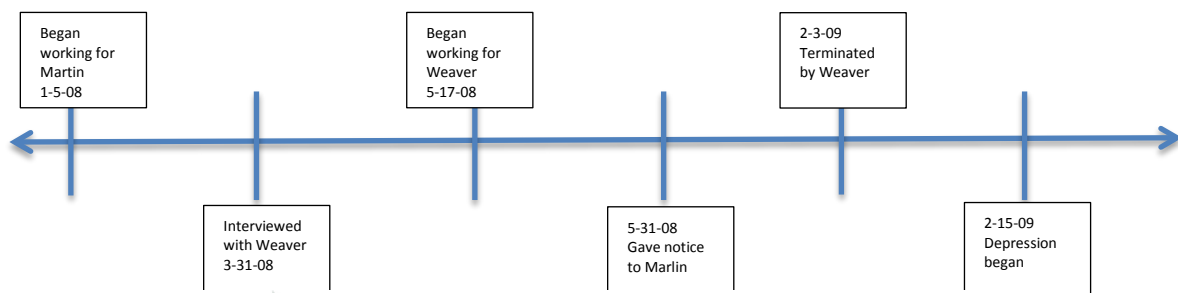 Began
working for
Martin
1-5-08
Interviewed
with Weaver
3-31-08
Began
working for
Weaver
5-17-08
5-31-08
Gave notice
to Marlin
2-3-09
Terminated
by Weaver
2-15-09
Depression
began